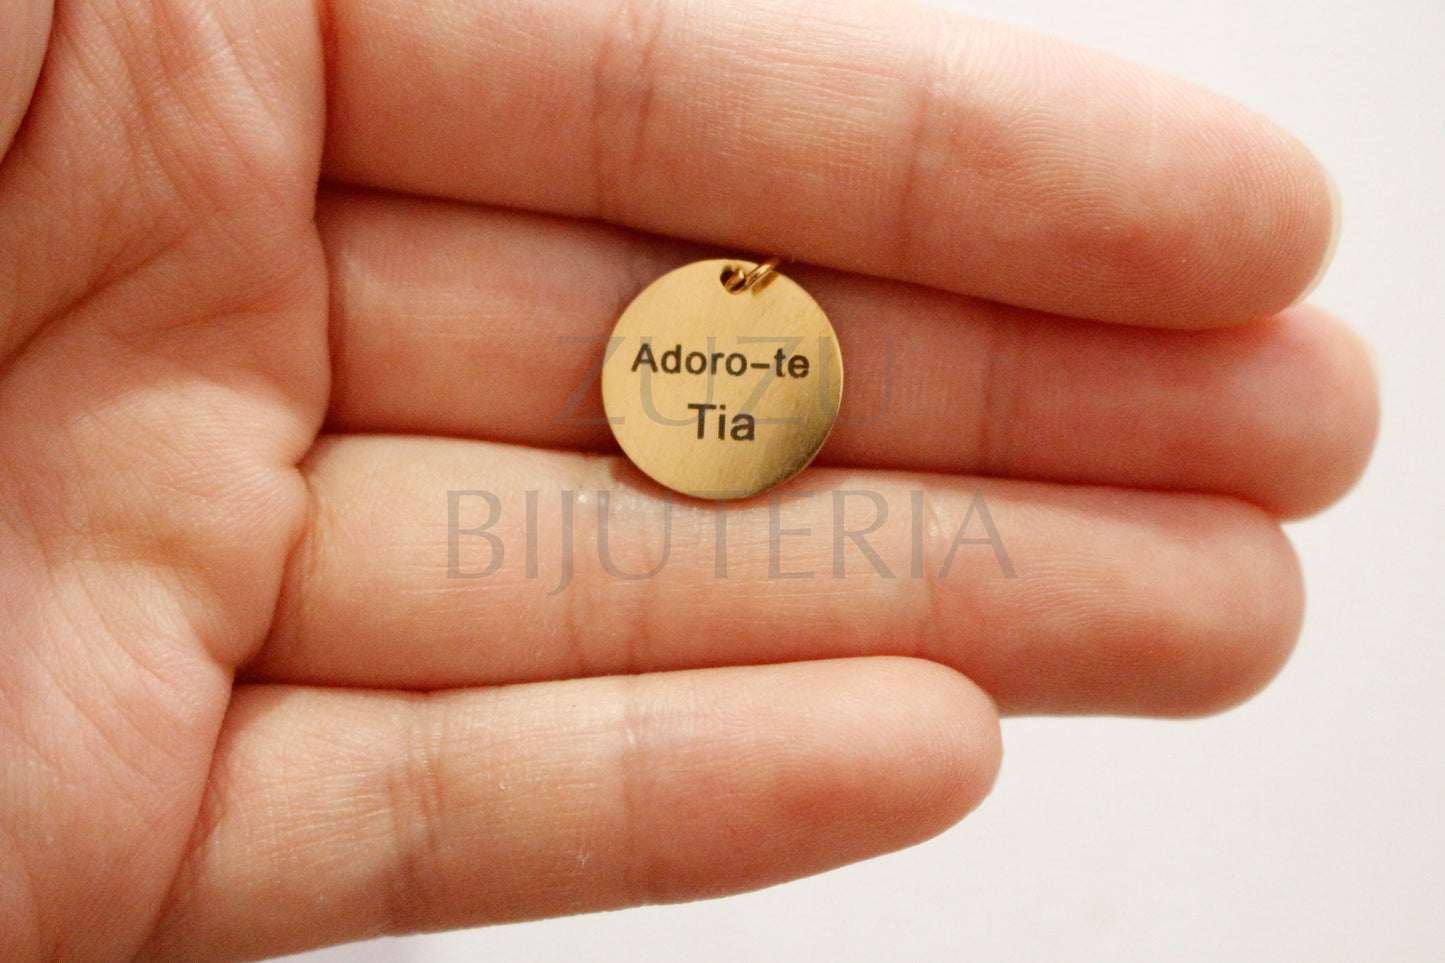 Adoro-te
Tia
ZUZU
BIJUTERIA